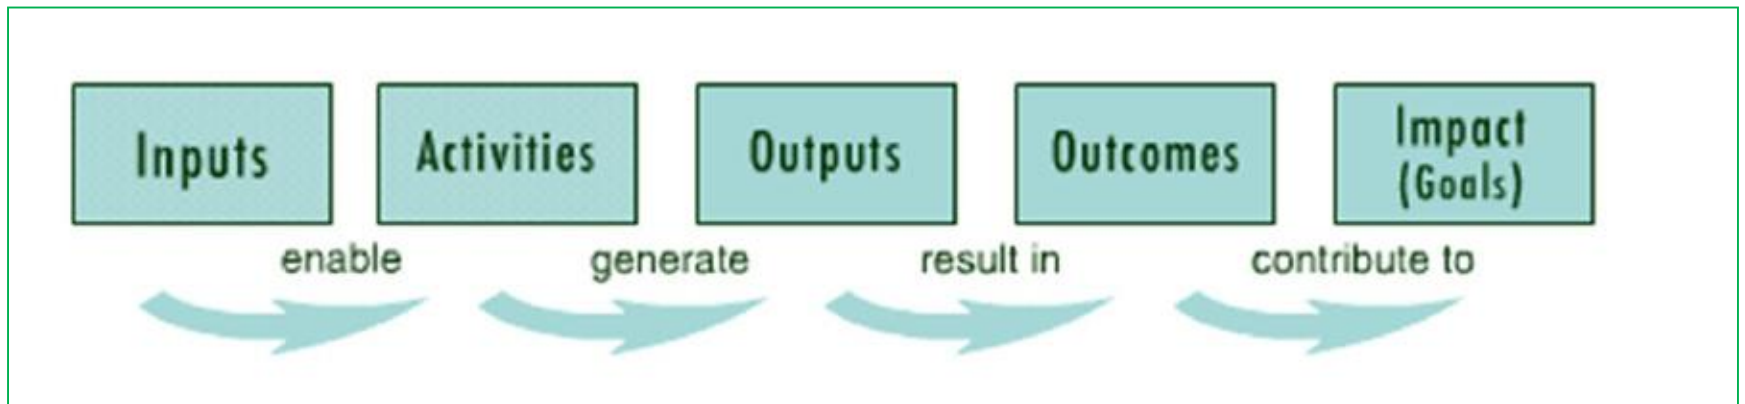 Inputs
Activities
Outputs
Outcomes
Impact
(Goals)
enable
generate
result in
contribute to